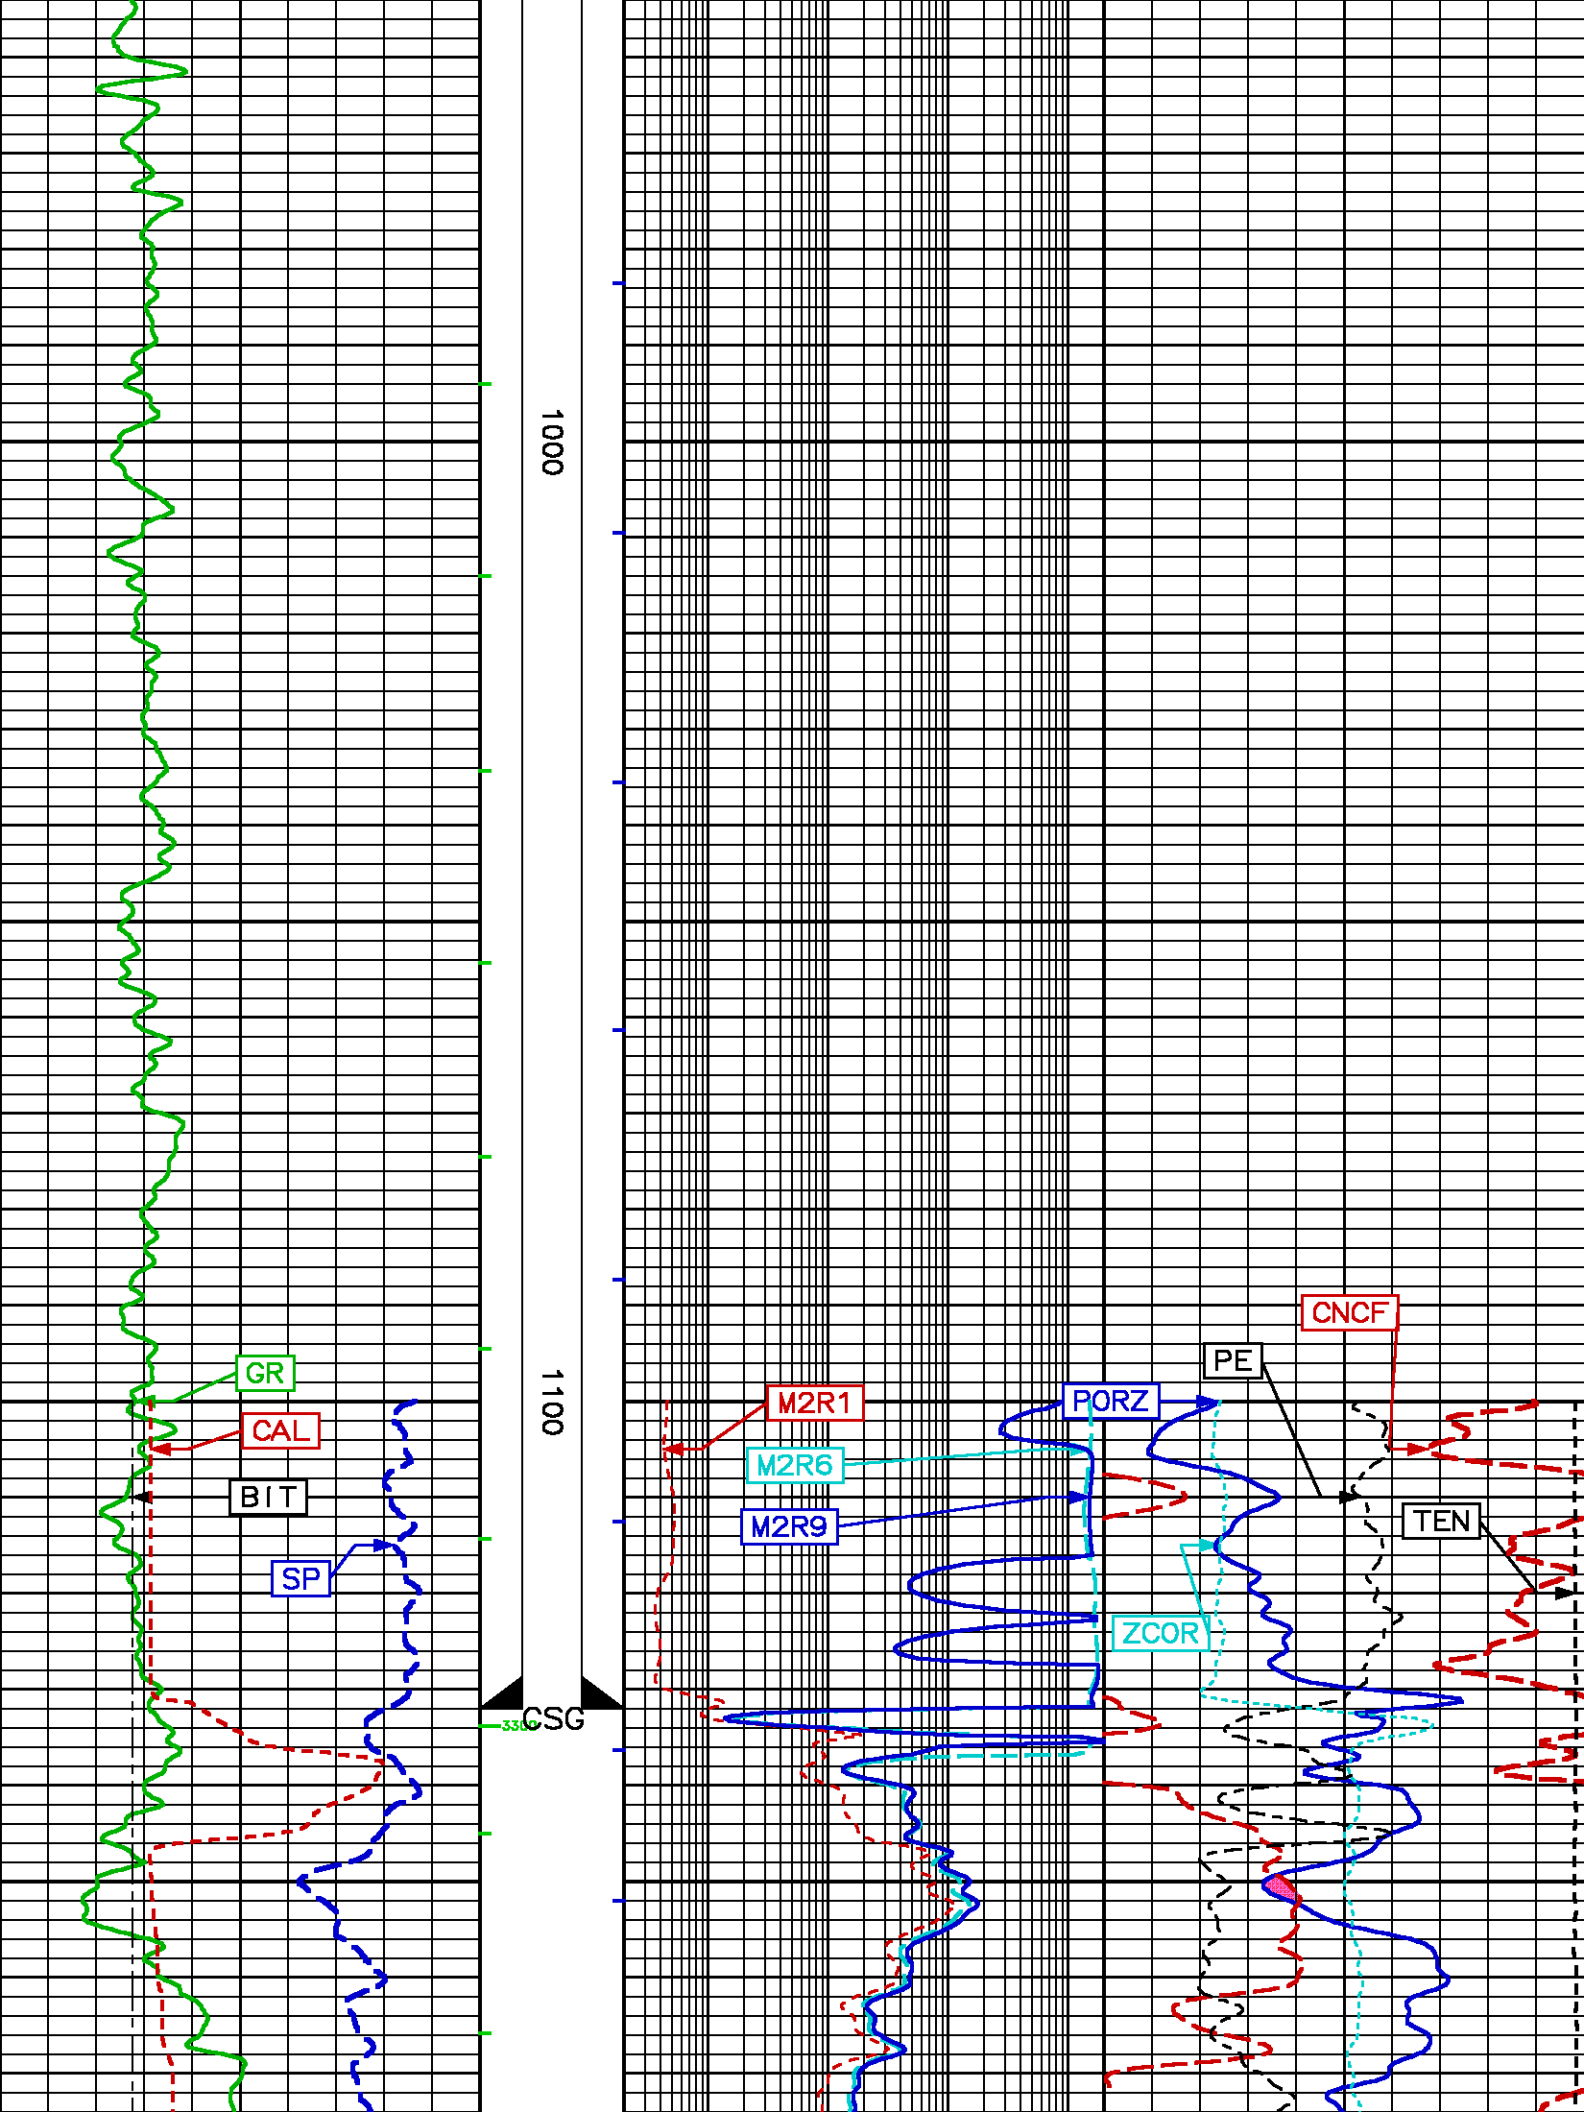 1000
CNCF
PE
GR
1100
M2R1
PORZ
CAL
M2R6
BIT
M2R9
TEN
SP
ZCOR
CSG